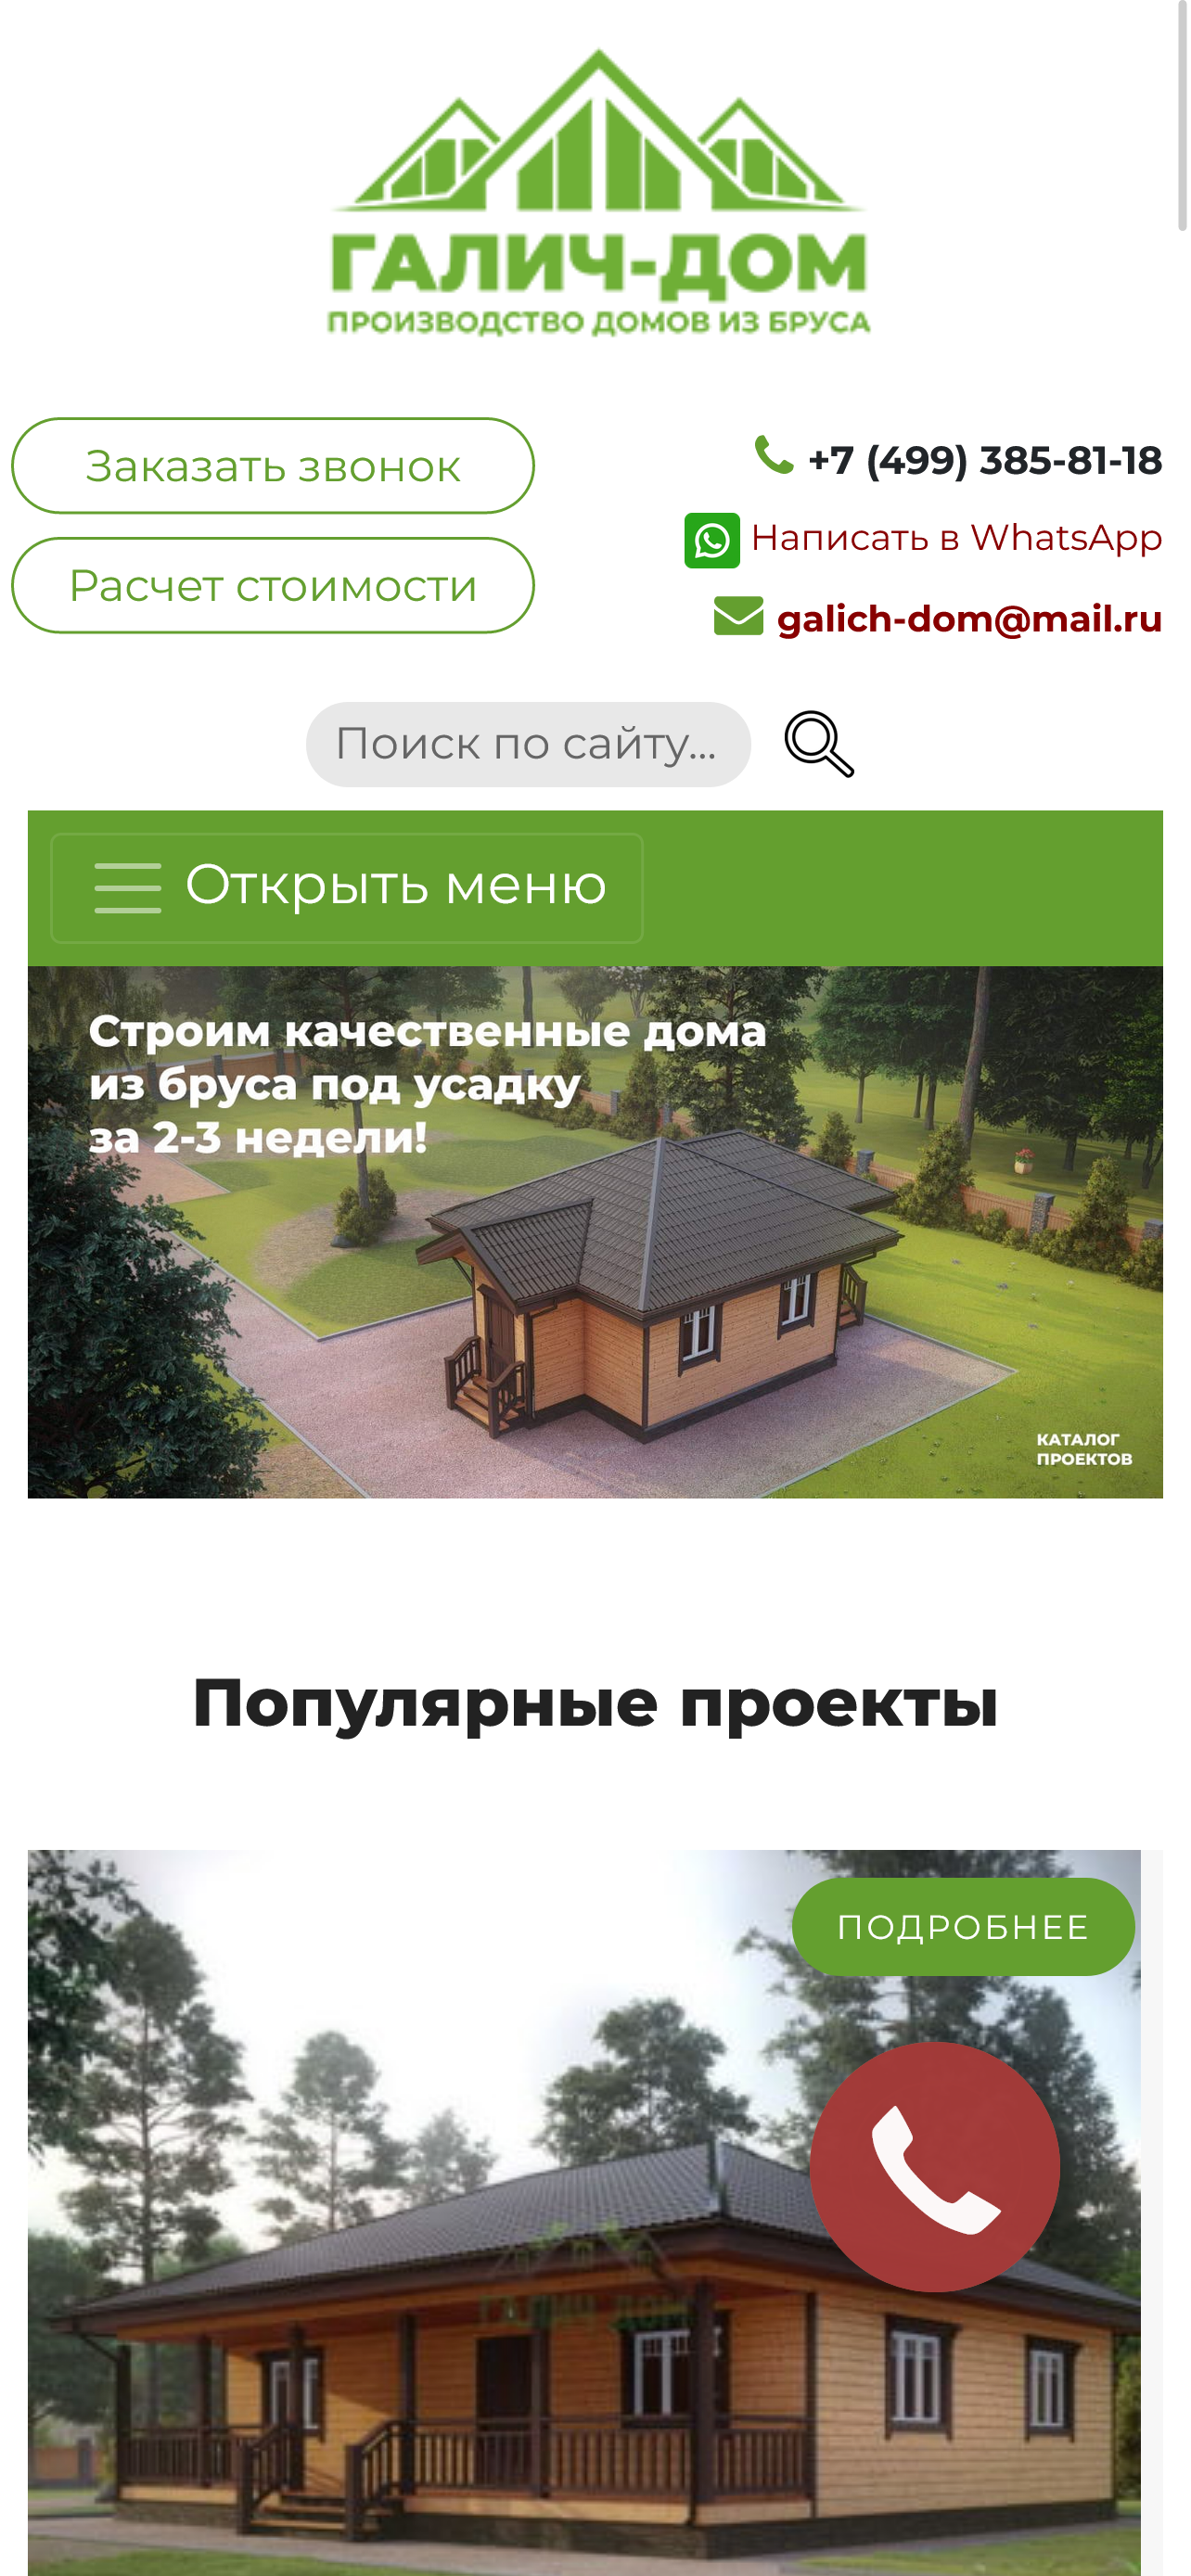 ГАЛИЧ-ДОМ
ПРОИЗВОДСТВО ДОМОВ ИЗ БРУСА
Заказать звонок
Расчет стоимости
+7 (499) 385-81-18
Написать в WhatsApp
galich-dom@mail.ru
Поиск по сайту...
Открыть меню
Строим качественные дома
из бруса под усадку
за 2-3 недели!
КАТАЛОГ
ПРОЕКТОВ
Популярные проекты
ПОДРОБНЕЕ
ГАЛИЧ ДОМ